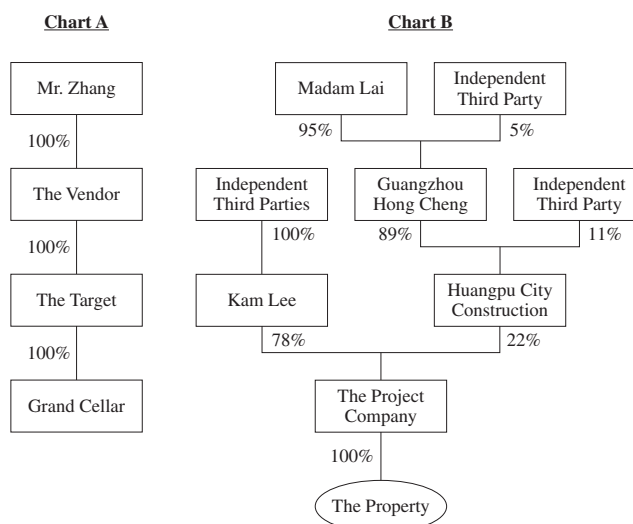 Chart A
Chart B
Mr. Zhang
Madam Lai
Independent
Third Party
100%
95%
5%
The Vendor
Independent
Third Parties
Guangzhou
Hong Cheng
Independent
Third Party
100%
100%
89%
11%
The Target
Kam Lee
Huangpu City
Construction
100%
78%
22%
Grand Cellar
The Project
Company
100%
The Property